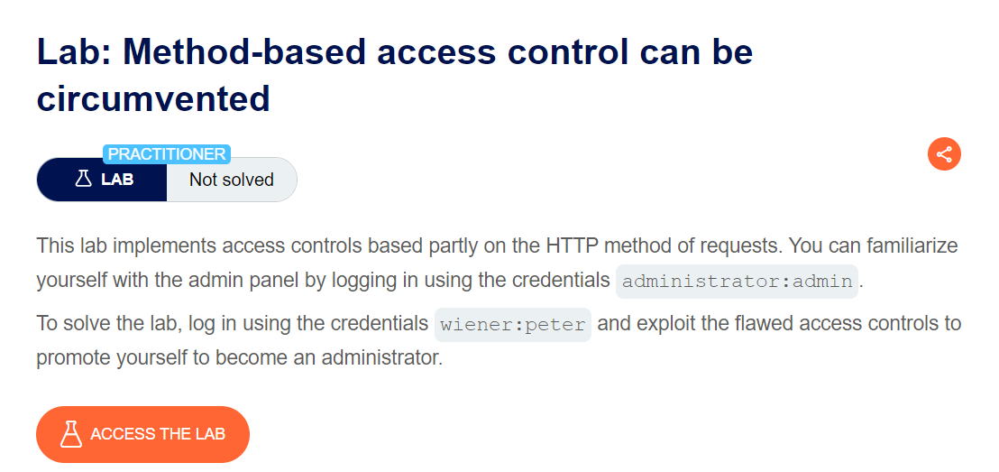 Lab: Method-based access control can be
circumvented
PRACTITIONER
LAB Not solved
This lab implements access controls based partly on the HTTP method of requests. You can familiarize
yourself with the admin panel by logging in using the credentials administrator:admin.
To solve the lab, log in using the credentials wiener:peter and exploit the flawed access controls to
promote yourself to become an administrator.
ACCESS THE LAB